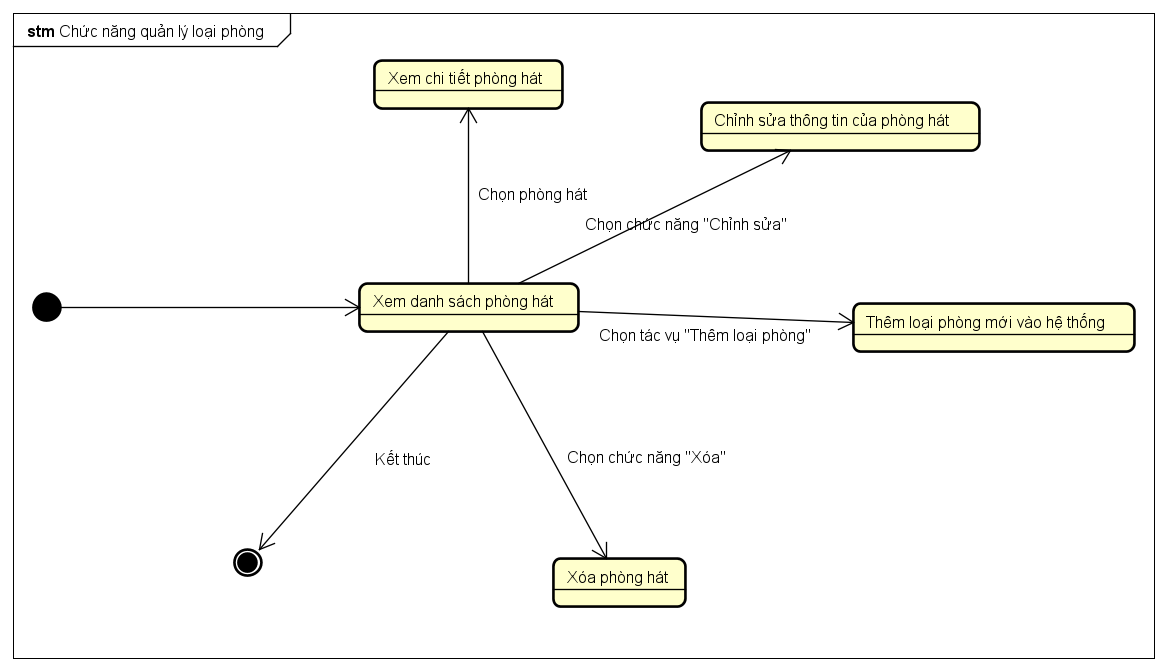 stm Chức năng quản lý loại phòng
Xem chi tiết phòng hát
Chỉnh sửa thông tin của phòng hát
Chọn phòng hát
Chọn chức năng "Chỉnh sửa"
Xem danh sách phòng hát
Thêm loại phòng mới vào hệ thống
Chọn tác vụ "Thêm loại phòng"
Kết thúc
Chọn chức năng "Xóa"
Xóa phòng hát